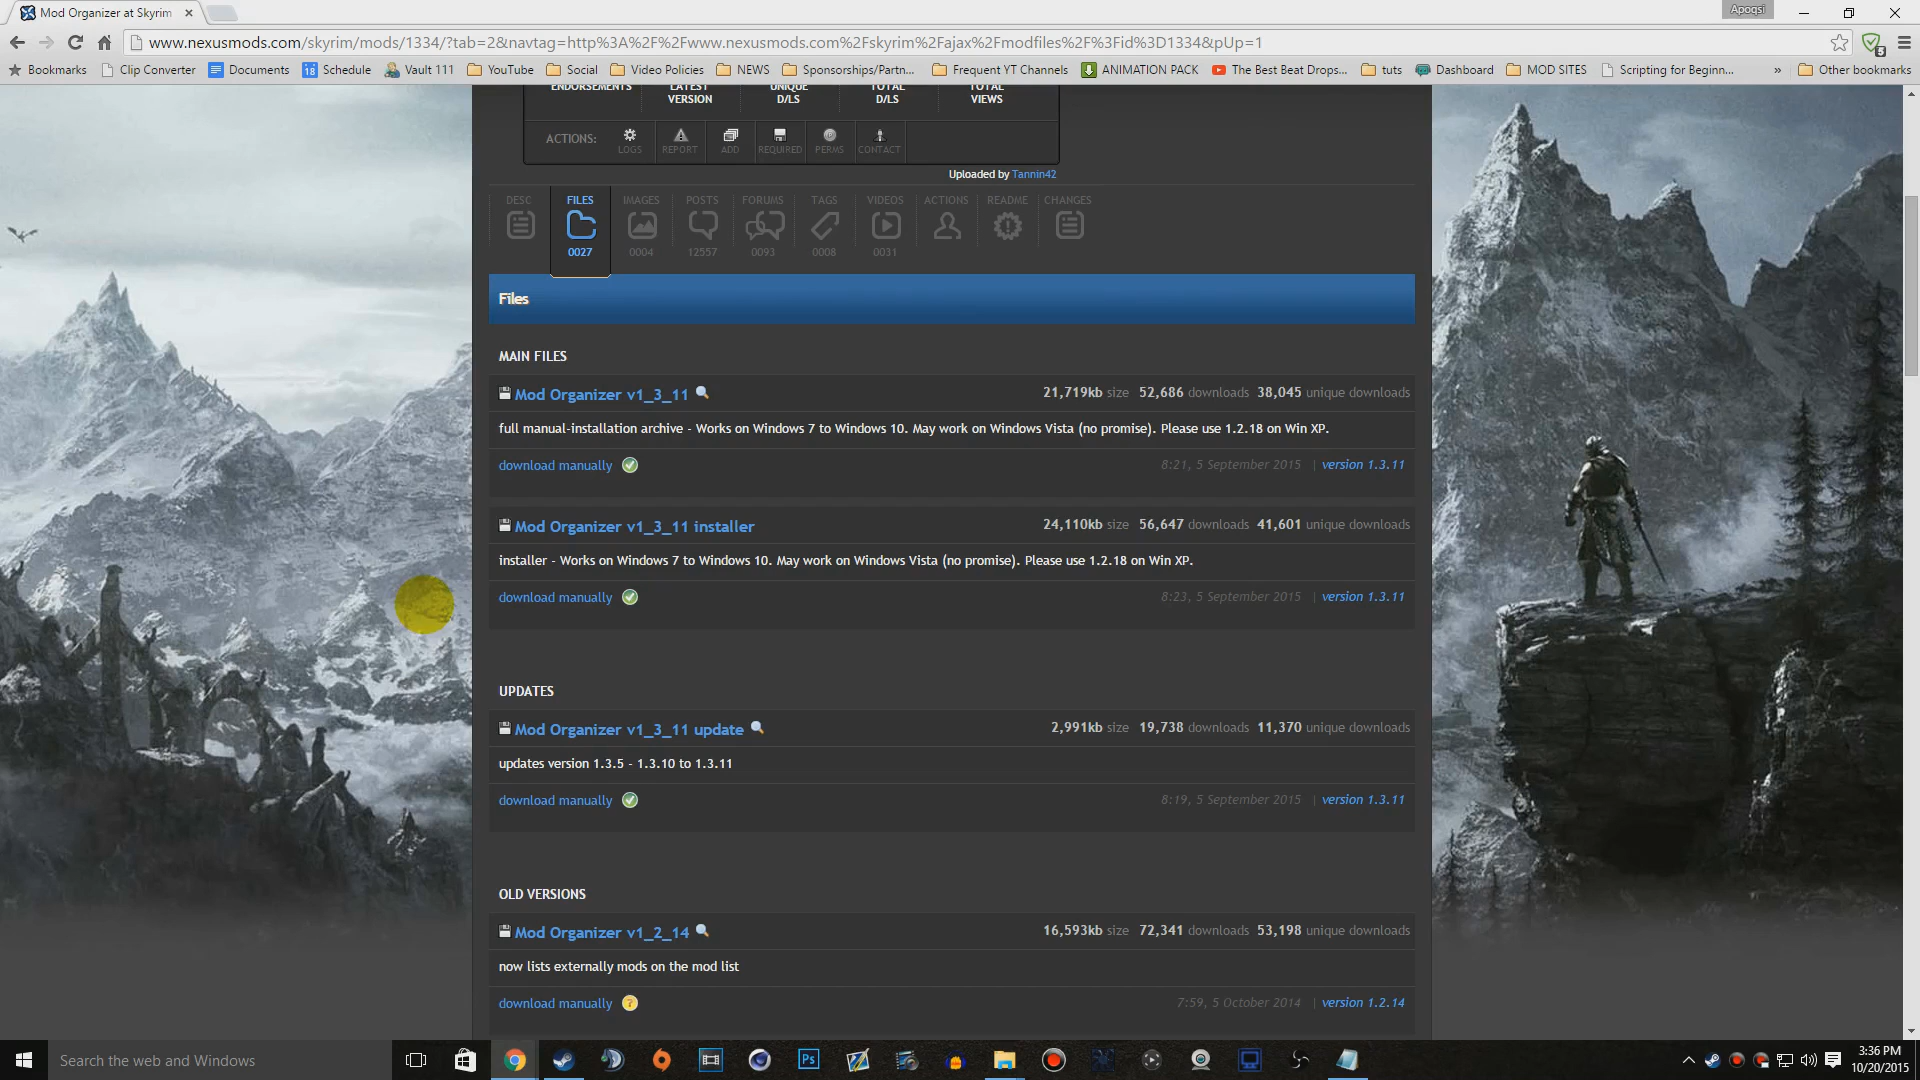 Mod Organizer at Skyrim
Apoqsi
www.nexusmods.com/skyrim/mods/1334/?tab=2&navtag=http%3A%2F%2Fwww.nexusmods.com%2Fskyrim%2Fajax%2Fmodfiles%2F%3Fid%3D1334&pUp=1
Bookmarks Clip Converter Documents 18 Schedule Vault 111 YouTube Social Video Policies NEWS Sponsorships/Partn... Frequent YT Channels ANIMATION PACK The Best Beat Drops... tuts Dashboard MOD SITES Scripting for Beginn... » Other bookmarks
ENDORSEMENTS LATEST VERSION UNIQUE D/LS TOTAL D/LS TOTAL VIEWS
ACTIONS: LOGS REPORT ADD REQUIRED PERMS CONTACT
Uploaded by Tannin42
DESC FILES IMAGES POSTS FORUMS TAGS VIDEOS ACTIONS README CHANGES
0027 0004 12557 0093 0008 0031
Files
MAIN FILES
Mod Organizer v1_3_11 21,719kb size 52,686 downloads 38,045 unique downloads
full manual-installation archive - Works on Windows 7 to Windows 10. May work on Windows Vista (no promise). Please use 1.2.18 on Win XP.
download manually 8:21, 5 September 2015 | version 1.3.11
Mod Organizer v1_3_11 installer 24,110kb size 56,647 downloads 41,601 unique downloads
installer - Works on Windows 7 to Windows 10. May work on Windows Vista (no promise). Please use 1.2.18 on Win XP.
download manually 8:23, 5 September 2015 | version 1.3.11
UPDATES
Mod Organizer v1_3_11 update 2,991kb size 19,738 downloads 11,370 unique downloads
updates version 1.3.5 - 1.3.10 to 1.3.11
download manually 8:19, 5 September 2015 | version 1.3.11
OLD VERSIONS
Mod Organizer v1_2_14 16,593kb size 72,341 downloads 53,198 unique downloads
now lists externally mods on the mod list
download manually ? 7:59, 5 October 2014 | version 1.2.14
Search the web and Windows
Ps
3:36 PM
10/20/2015